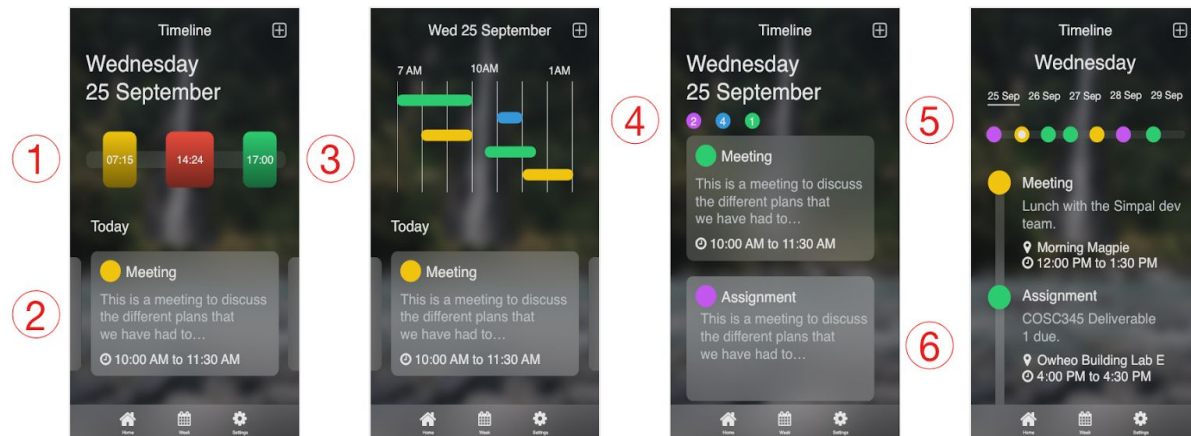 Timeline
Wednesday
25 September
1
07:15 14:24 17:00
Today
2
Meeting
This is a meeting to discuss
the different plans that
we have had to...
10:00 AM to 11:30 AM
Home Week Settings
Wed 25 September
3
7 AM 10AM 1AM
Today
Meeting
This is a meeting to discuss
the different plans that
we have had to...
10:00 AM to 11:30 AM
Home Week Settings
Timeline
Wednesday
25 September
4
2 4 1
Meeting
This is a meeting to discuss
the different plans that
we have had to...
10:00 AM to 11:30 AM
Assignment
This is a meeting to discuss
the different plans that
we have had to...
Home Week Settings
Timeline
Wednesday
25 Sep 26 Sep 27 Sep 28 Sep 29 Sep
5
Meeting
Lunch with the Simpal dev
team.
Morning Magpie
12:00 PM to 1:30 PM
6
Assignment
COSC345 Deliverable
1 due.
Owheo Building Lab E
4:00 PM to 4:30 PM
Home Week Settings